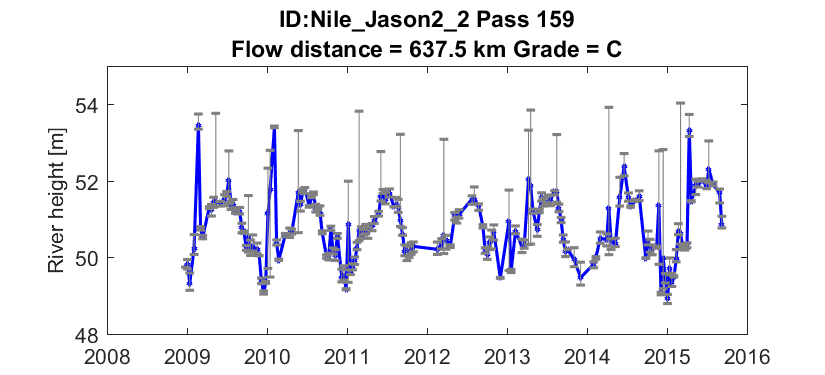 ID:Nile_Jason2_2 Pass 159
Flow distance = 637.5 km Grade = C
River height [m]
54
52
50
48
2008 2009 2010 2011 2012 2013 2014 2015 2016